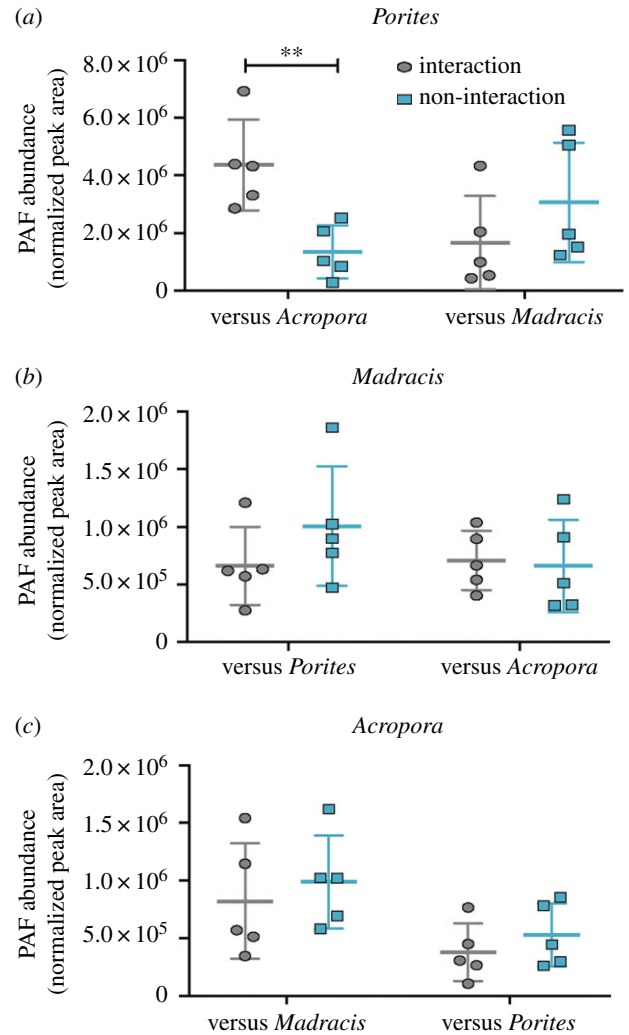 (a) Porites
**
interaction
non-interaction
PAF abundance
(normalized peak area)
8.0 × 10⁶
6.0 × 10⁶
4.0 × 10⁶
2.0 × 10⁶
0
versus Acropora versus Madracis
(b) Madracis
PAF abundance
(normalized peak area)
2.0 × 10⁶
1.5 × 10⁶
1.0 × 10⁶
5.0 × 10⁵
0
versus Porites versus Acropora
(c) Acropora
PAF abundance
(normalized peak area)
2.0 × 10⁶
1.5 × 10⁶
1.0 × 10⁶
5.0 × 10⁵
0
versus Madracis versus Porites